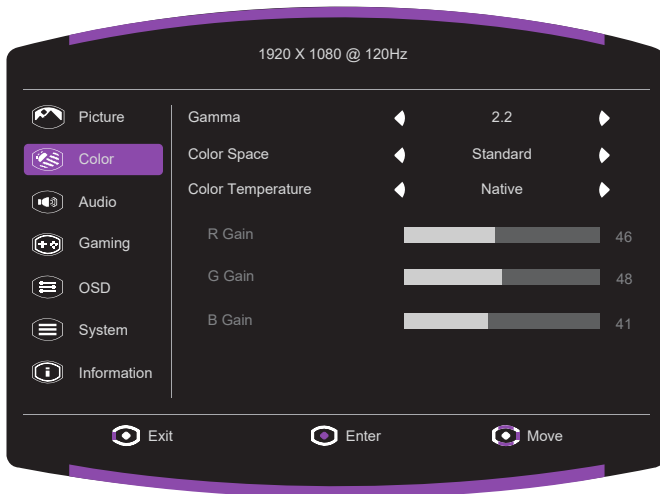 1920 X 1080 @ 120Hz
Picture
Color
Audio
Gaming
OSD
System
Information
Gamma 2.2
Color Space Standard
Color Temperature Native
R Gain 46
G Gain 48
B Gain 41
Exit Enter Move